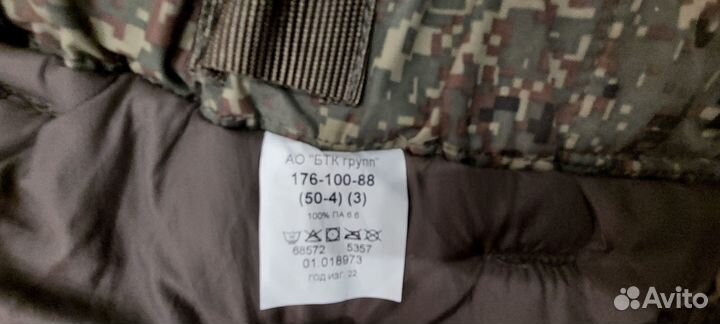 АО "БТК групп"
176-100-88
(50-4) (3)
100% ПА 6.6
68572 5357
01.018973
год изг. 22
Avito